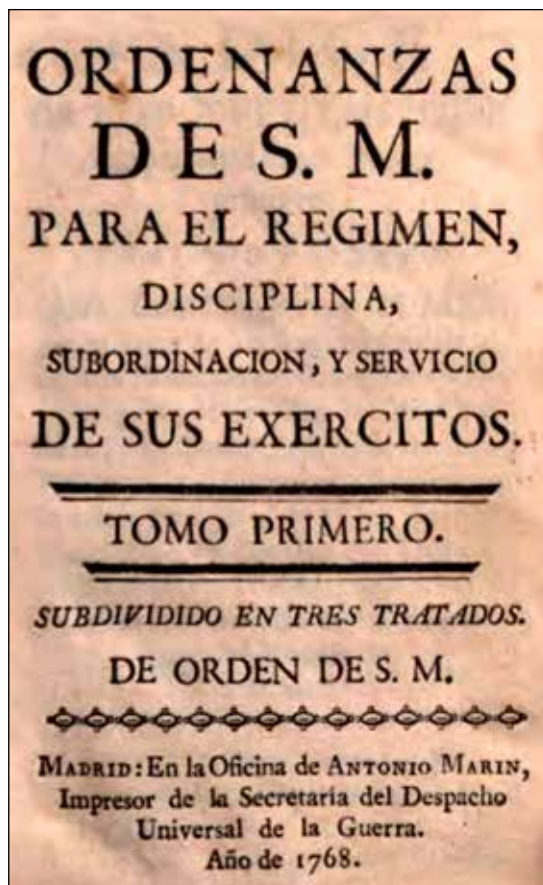 ORDENANZAS
DE S. M.
PARA EL REGIMEN,
DISCIPLINA,
SUBORDINACION, Y SERVICIO
DE SUS EXERCITOS.
TOMO PRIMERO.
SUBDIVIDIDO EN TRES TRATADOS.
DE ORDEN DE S. M.
MADRID: En la Oficina de ANTONIO MARIN,
Impresor de la Secretaría del Despacho
Universal de la Guerra.
Año de 1768.